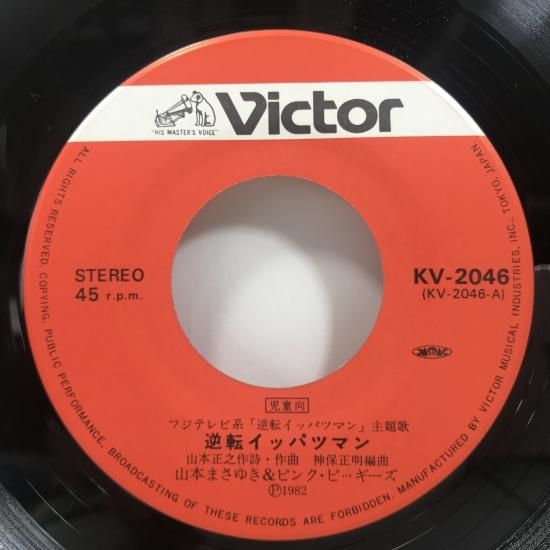 Victor
"HIS MASTER'S VOICE"
STEREO
45 r.p.m.
KV-2046
(KV-2046-A)
JASRAC
児童向
フジテレビ系「逆転イッパツマン」主題歌
逆転イッパツマン
山本正之作詩・作曲 神保正明編曲
山本まさゆき&ピンク・ピッギーズ
Ⓟ1982
ALL RIGHTS RESERVED, COPYING, PUBLIC PERFORMANCE, BROADCASTING OF THESE RECORDS ARE FORBIDDEN. MANUFACTURED BY VICTOR MUSICAL INDUSTRIES, INC., TOKYO, JAPAN.